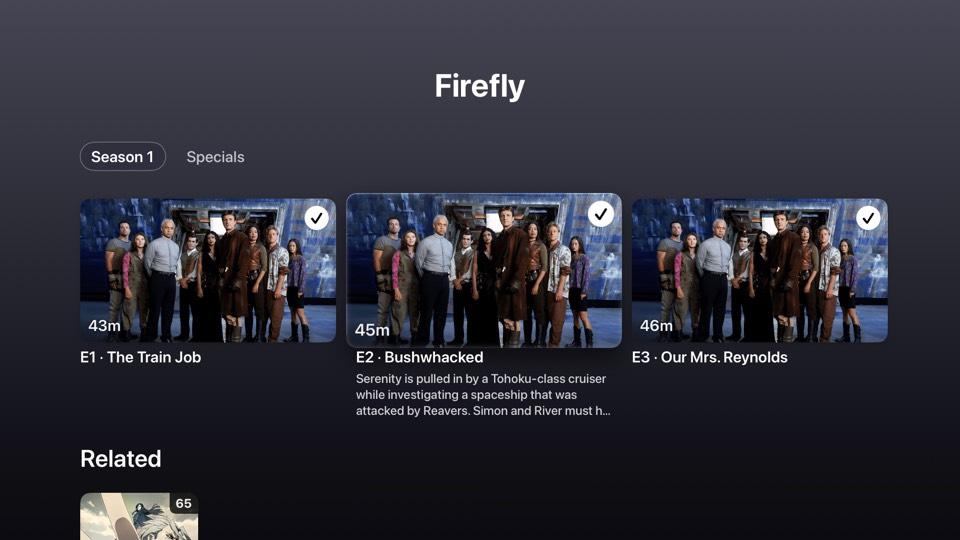 Firefly
Season 1
Specials
43m
45m
46m
E1 · The Train Job
E2 · Bushwhacked
E3 · Our Mrs. Reynolds
Serenity is pulled in by a Tohoku-class cruiser
while investigating a spaceship that was
attacked by Reavers. Simon and River must h...
Related
65